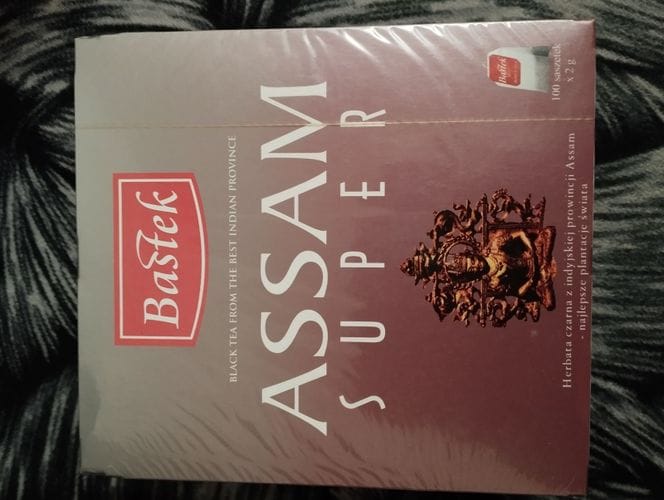 Bastek
BLACK TEA FROM THE BEST INDIAN PROVINCE
ASSAM
SUPER
Herbata czarna z indyjskiej prowincji Assam
- najlepsze plantacje świata
Bastek
100 saszetek
x 2 g